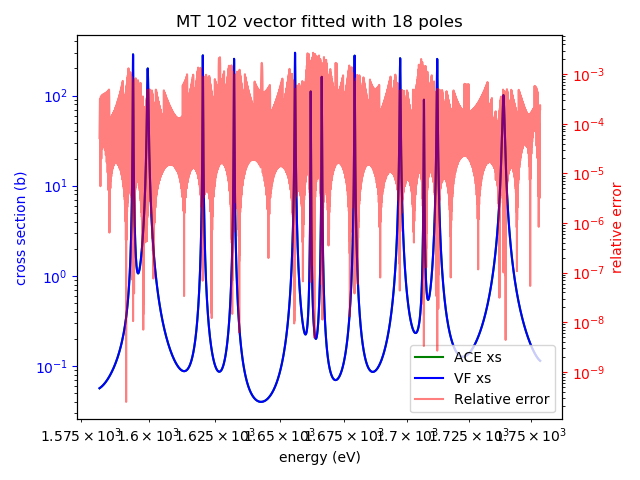 MT 102 vector fitted with 18 poles
cross section (b)
10²
10¹
10⁰
10⁻¹
10⁻³
10⁻⁴
10⁻⁵
10⁻⁶
10⁻⁷
10⁻⁸
10⁻⁹
relative error
ACE xs
VF xs
Relative error
1.575 × 10³ 1.6 × 10³ 1.625 × 10³ 1.65 × 10³ 1.675 × 10³ 1.7 × 10³ 1.725 × 10³ 1.75 × 10³
energy (eV)